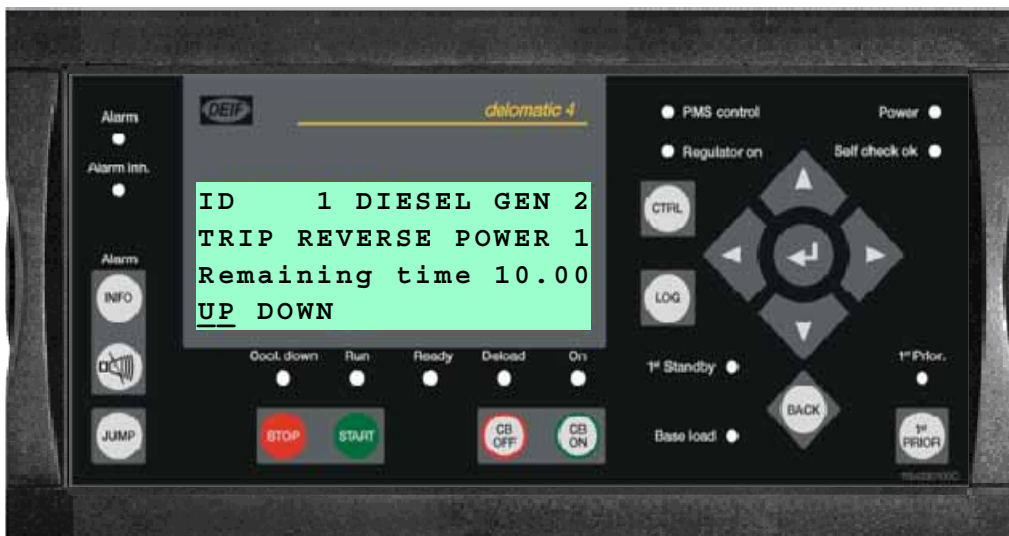 DEIF
delomatic 4
Alarm
Alarm Inh.
ID 1 DIESEL GEN 2
TRIP REVERSE POWER 1
Remaining time 10.00
UP DOWN
PMS control
Power
Regulator on
Self check ok
CTRL
LOG
Alarm
INFO
JUMP
Cool. down
Run
Ready
Deload
On
STOP
START
CB
OFF
CB
ON
1st Standby
Base load
BACK
1st Prior.
1st
PRIOR